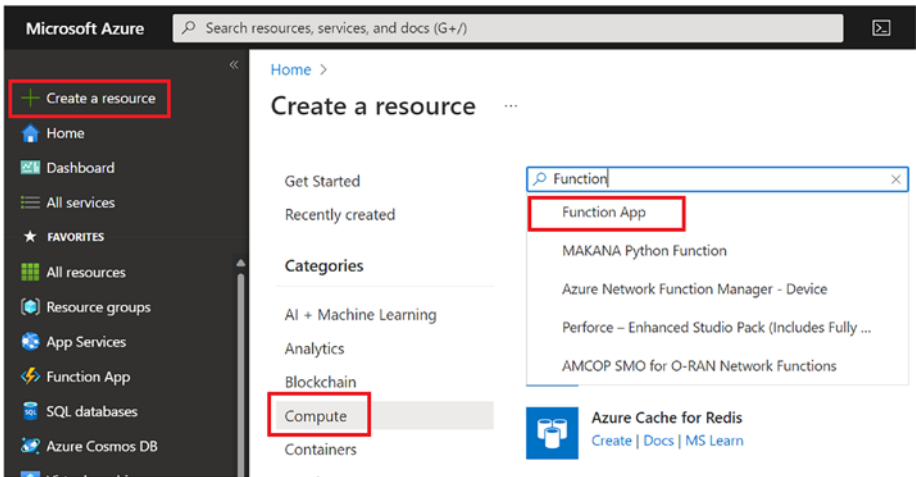 Microsoft Azure
Search resources, services, and docs (G+/)
«
Create a resource
Home
Dashboard
All services
FAVORITES
All resources
Resource groups
App Services
Function App
SQL databases
Azure Cosmos DB
Home >
Create a resource ...
Get Started
Recently created
Categories
AI + Machine Learning
Analytics
Blockchain
Compute
Containers
Function
Function App
MAKANA Python Function
Azure Network Function Manager - Device
Perforce – Enhanced Studio Pack (Includes Fully ...
AMCOP SMO for O-RAN Network Functions
Azure Cache for Redis
Create | Docs | MS Learn